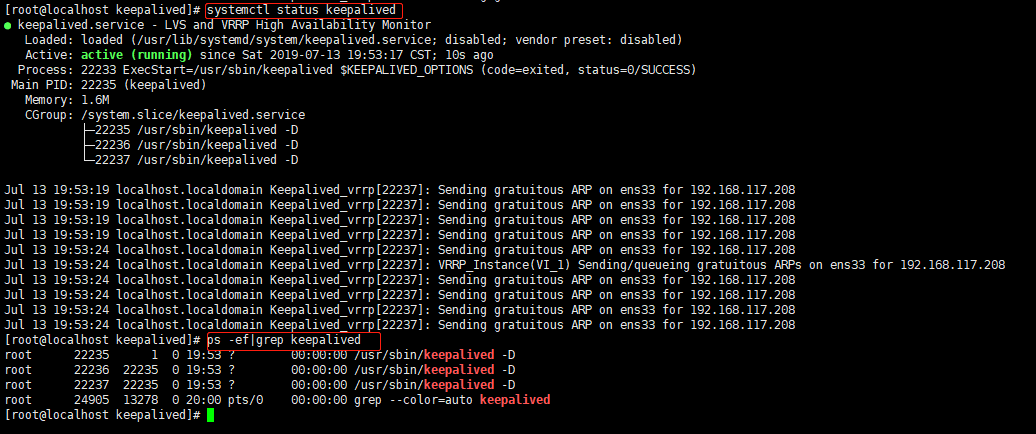 [root@localhost keepalived]# systemctl status keepalived
● keepalived.service - LVS and VRRP High Availability Monitor
   Loaded: loaded (/usr/lib/systemd/system/keepalived.service; disabled; vendor preset: disabled)
   Active: active (running) since Sat 2019-07-13 19:53:17 CST; 10s ago
  Process: 22233 ExecStart=/usr/sbin/keepalived $KEEPALIVED_OPTIONS (code=exited, status=0/SUCCESS)
 Main PID: 22235 (keepalived)
   Memory: 1.6M
   CGroup: /system.slice/keepalived.service
           ├─22235 /usr/sbin/keepalived -D
           ├─22236 /usr/sbin/keepalived -D
           └─22237 /usr/sbin/keepalived -D
Jul 13 19:53:19 localhost.localdomain Keepalived_vrrp[22237]: Sending gratuitous ARP on ens33 for 192.168.117.208
Jul 13 19:53:19 localhost.localdomain Keepalived_vrrp[22237]: Sending gratuitous ARP on ens33 for 192.168.117.208
Jul 13 19:53:19 localhost.localdomain Keepalived_vrrp[22237]: Sending gratuitous ARP on ens33 for 192.168.117.208
Jul 13 19:53:19 localhost.localdomain Keepalived_vrrp[22237]: Sending gratuitous ARP on ens33 for 192.168.117.208
Jul 13 19:53:24 localhost.localdomain Keepalived_vrrp[22237]: Sending gratuitous ARP on ens33 for 192.168.117.208
Jul 13 19:53:24 localhost.localdomain Keepalived_vrrp[22237]: VRRP_Instance(VI_1) Sending/queueing gratuitous ARPs on ens33 for 192.168.117.208
Jul 13 19:53:24 localhost.localdomain Keepalived_vrrp[22237]: Sending gratuitous ARP on ens33 for 192.168.117.208
Jul 13 19:53:24 localhost.localdomain Keepalived_vrrp[22237]: Sending gratuitous ARP on ens33 for 192.168.117.208
Jul 13 19:53:24 localhost.localdomain Keepalived_vrrp[22237]: Sending gratuitous ARP on ens33 for 192.168.117.208
Jul 13 19:53:24 localhost.localdomain Keepalived_vrrp[22237]: Sending gratuitous ARP on ens33 for 192.168.117.208
[root@localhost keepalived]# ps -ef|grep keepalived
root      22235      1  0 19:53 ?        00:00:00 /usr/sbin/keepalived -D
root      22236  22235  0 19:53 ?        00:00:00 /usr/sbin/keepalived -D
root      22237  22235  0 19:53 ?        00:00:00 /usr/sbin/keepalived -D
root      24905  13278  0 20:00 pts/0    00:00:00 grep --color=auto keepalived
[root@localhost keepalived]#